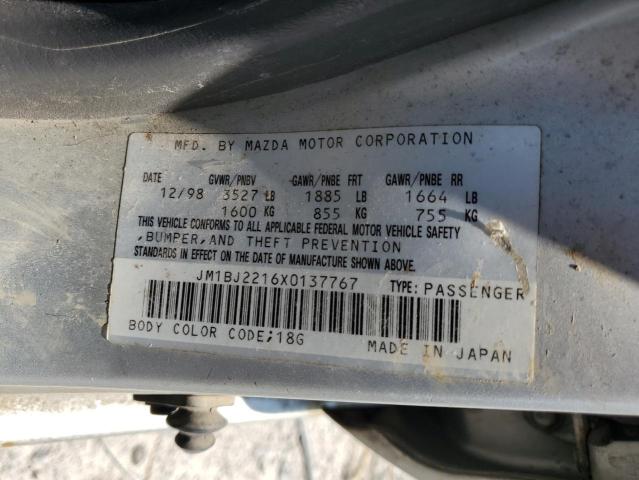 MFD. BY MAZDA MOTOR CORPORATION
DATE GVWR/PNBV GAWR/PNBE FRT GAWR/PNBE RR
12/98 3527 LB 1885 LB 1664 LB
1600 KG 855 KG 755 KG
THIS VEHICLE CONFORMS TO ALL APPLICABLE FEDERAL MOTOR VEHICLE SAFETY
,BUMPER,AND THEFT PREVENTION
STANDARDS IN EFFECT ON THE DATE OF MANUFACTURE SHOWN ABOVE.
JM1BJ2216X0137767 TYPE: PASSENGER
BODY COLOR CODE;18G MADE IN JAPAN